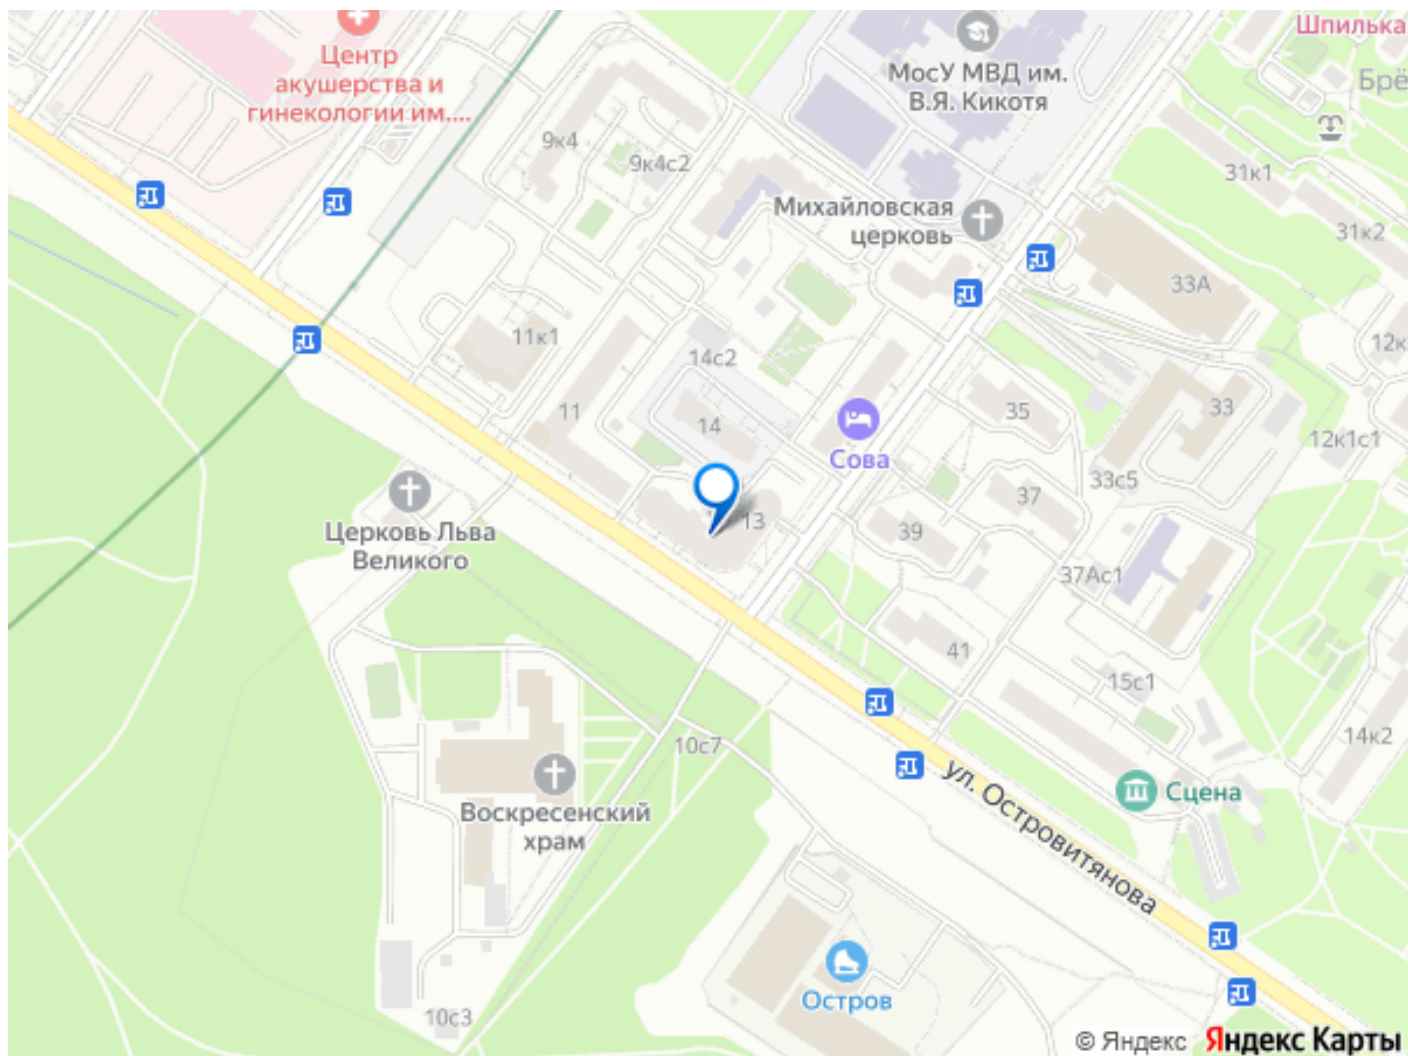 Шпилька
Центр
акушерства и
гинекологии им....
МосУ МВД им.
В.Я. Кикотя
Брё
9к4
9к4с2
31к1
Михайловская
церковь
31к2
33А
11к1
14с2
12к
11
14
35
33
Сова
12к1с1
33с5
37
Церковь Льва
Великого
13
39
37Ас1
41
15с1
10с7
14к2
Сцена
Воскресенский
храм
ул. Островитянова
Остров
10с3
© Яндекс Яндекс Карты